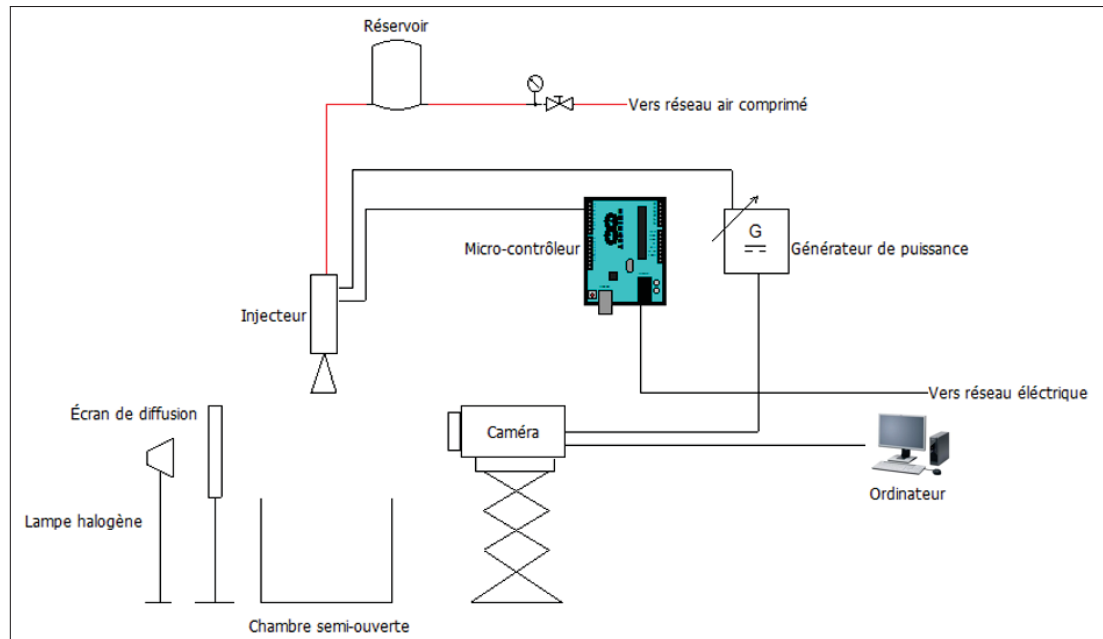 Réservoir
Vers réseau air comprimé
Micro-contrôleur
G
Générateur de puissance
Injecteur
Vers réseau éléctrique
Écran de diffusion
Caméra
Ordinateur
Lampe halogène
Chambre semi-ouverte